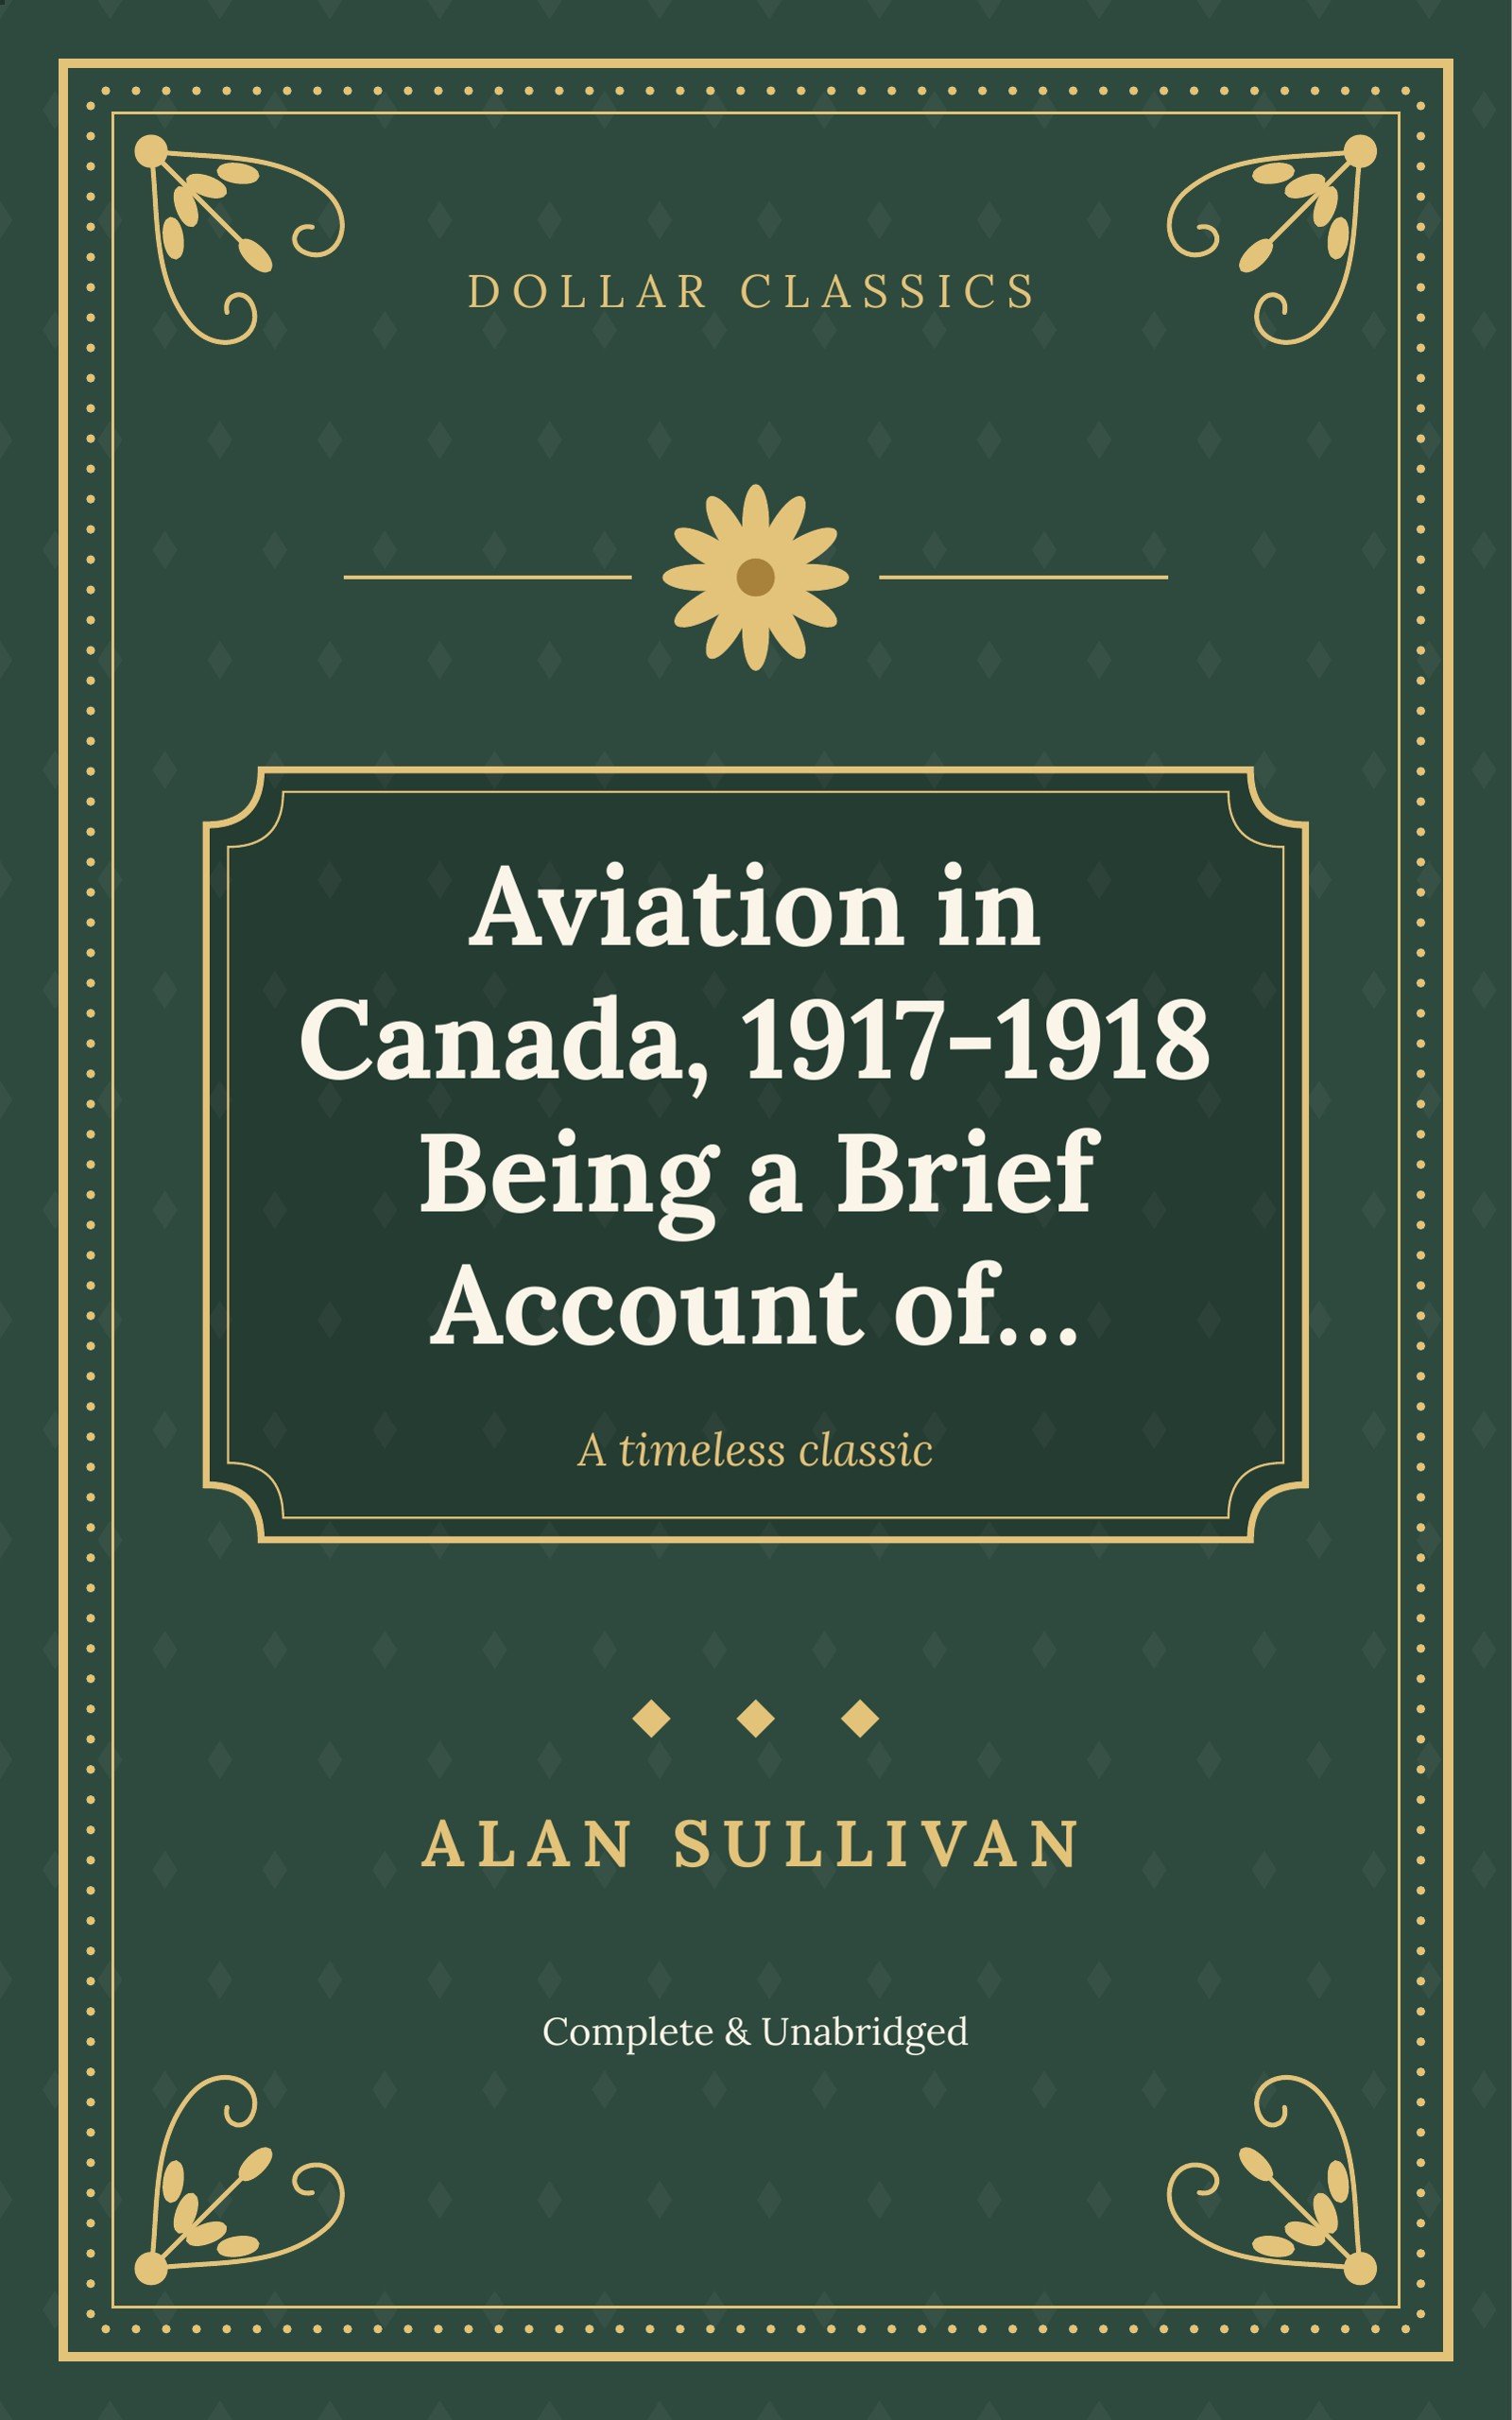 DOLLAR CLASSICS
Aviation in
Canada, 1917-1918
Being a Brief
Account of...
A timeless classic
ALAN SULLIVAN
Complete & Unabridged